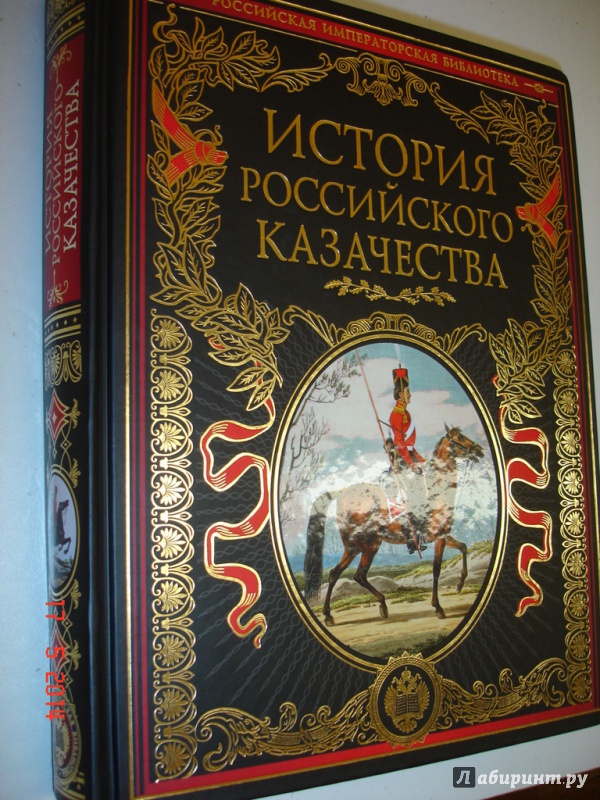 РОССИЙСКАЯ ИМПЕРАТОРСКАЯ БИБЛИОТЕКА
ИСТОРИЯ
РОССИЙСКОГО
КАЗАЧЕСТВА
ИСТОРИЯ
РОССИЙСКОГО
КАЗАЧЕСТВА
17 5 2014
Лабиринт.ру